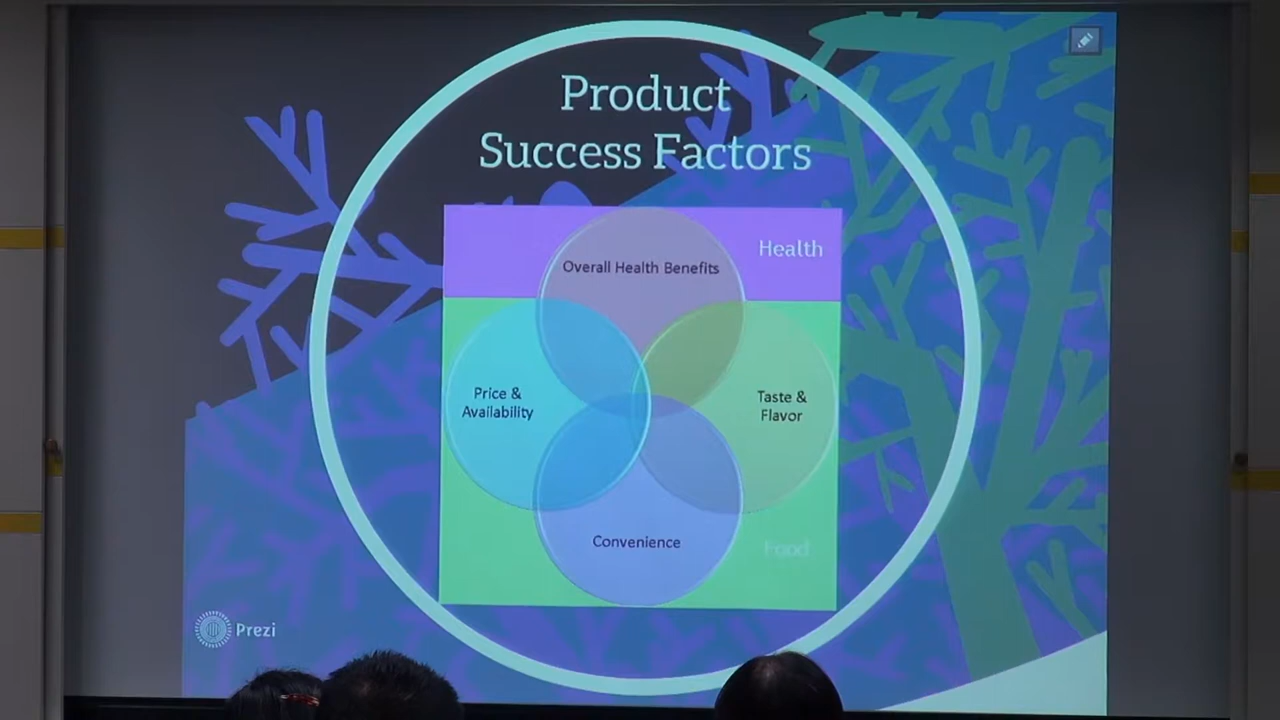 Product
Success Factors
Health
Overall Health Benefits
Price &
Availability
Taste &
Flavor
Convenience
Food
Prezi